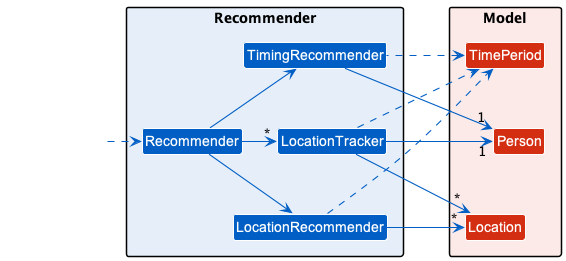 Recommender
Model
TimingRecommender
TimePeriod
1
Recommender
*
LocationTracker
Person
1
*
LocationRecommender
*
Location